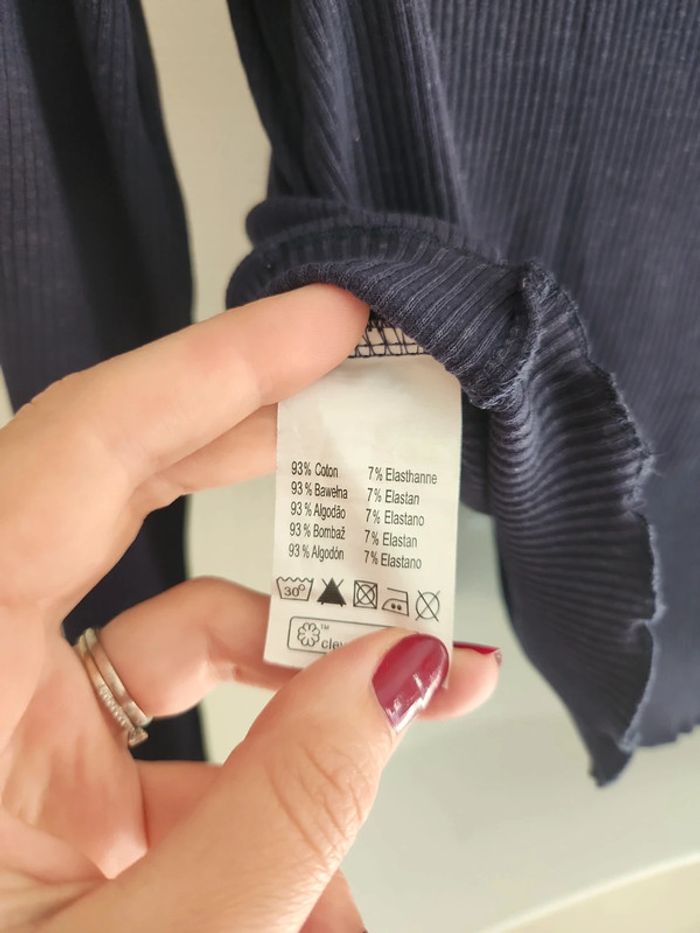 93% Coton 7% Elasthanne
93% Bawełna 7% Elastan
93% Algodão 7% Elastano
93% Bombaž 7% Elastan
93% Algodón 7% Elastano
30°
TM